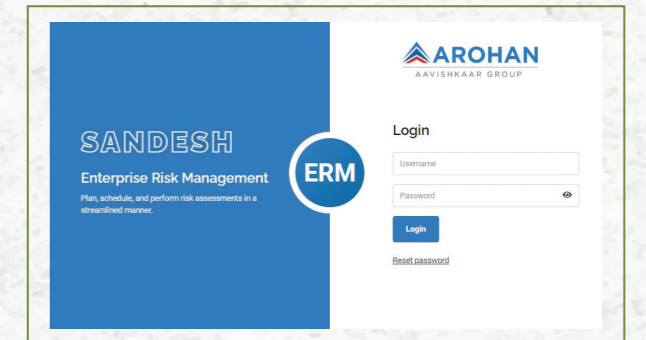 SANDESH
Enterprise Risk Management
Plan, schedule, and perform risk assessments in a
streamlined manner.
ERM
AROHAN
AAVISHKAAR GROUP
Login
Username
Password
Login
Reset password